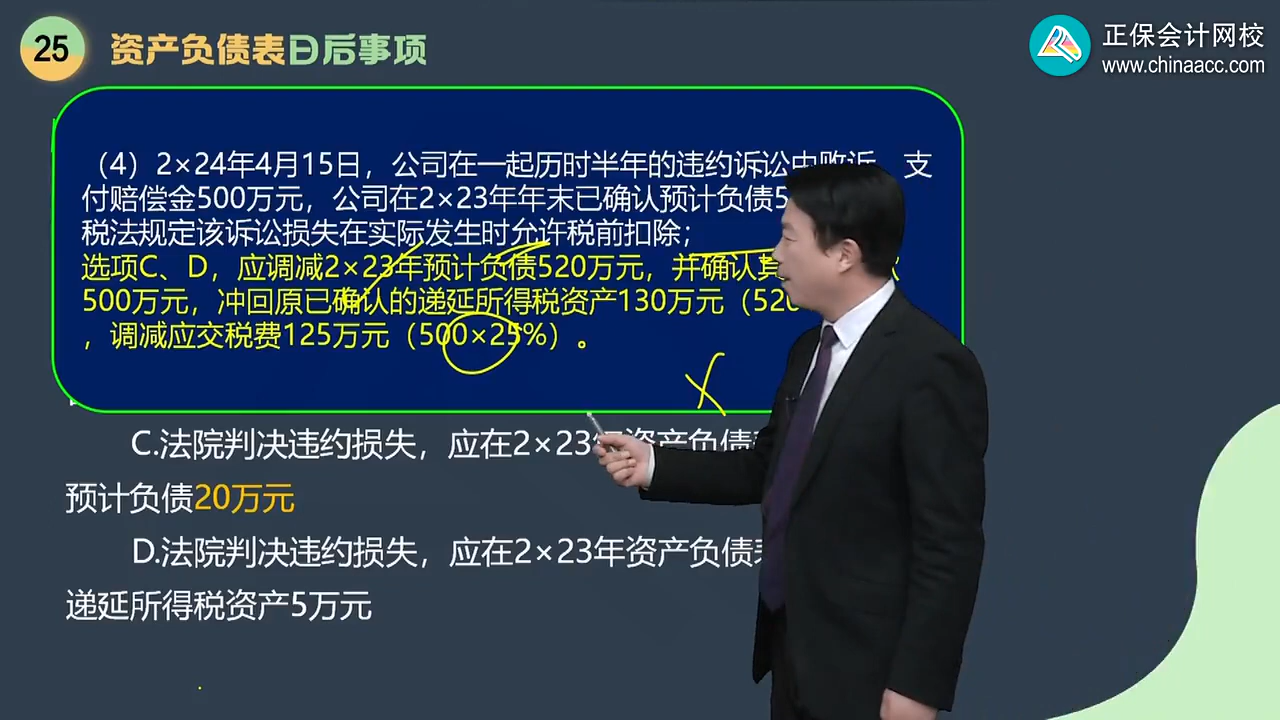 25 资产负债表日后事项
正保会计网校
www.chinaacc.com
（4）2×24年4月15日，公司在一起历时半年的违约诉讼中败诉，支
付赔偿金500万元，公司在2×23年年末已确认预计负债5
税法规定该诉讼损失在实际发生时允许税前扣除；
选项C、D，应调减2×23年预计负债520万元，并确认其
500万元，冲回原已确认的递延所得税资产130万元（520
，调减应交税费125万元（500×25%）。
C.法院判决违约损失，应在2×23年资产负债
预计负债20万元
D.法院判决违约损失，应在2×23年资产负债表
递延所得税资产5万元